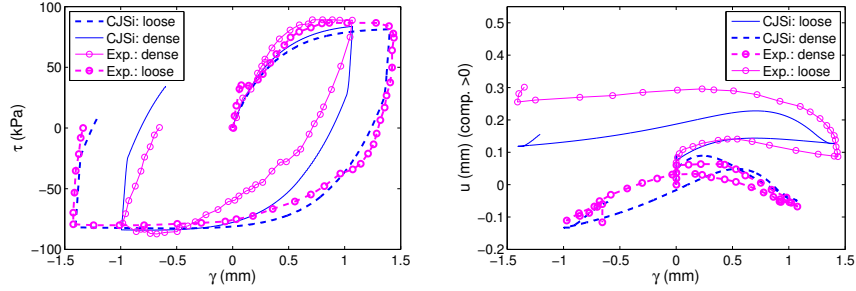 100
50
0
−50
−100
−1.5
−1
−0.5
0
0.5
1
1.5
τ (kPa)
γ (mm)
CJSi: loose
CJSi: dense
Exp.: dense
Exp.: loose
0.5
0.4
0.3
0.2
0.1
0
−0.1
−0.2
−1.5
−1
−0.5
0
0.5
1
1.5
u (mm) (comp. >0)
γ (mm)
CJSi: loose
CJSi: dense
Exp.: dense
Exp.: loose